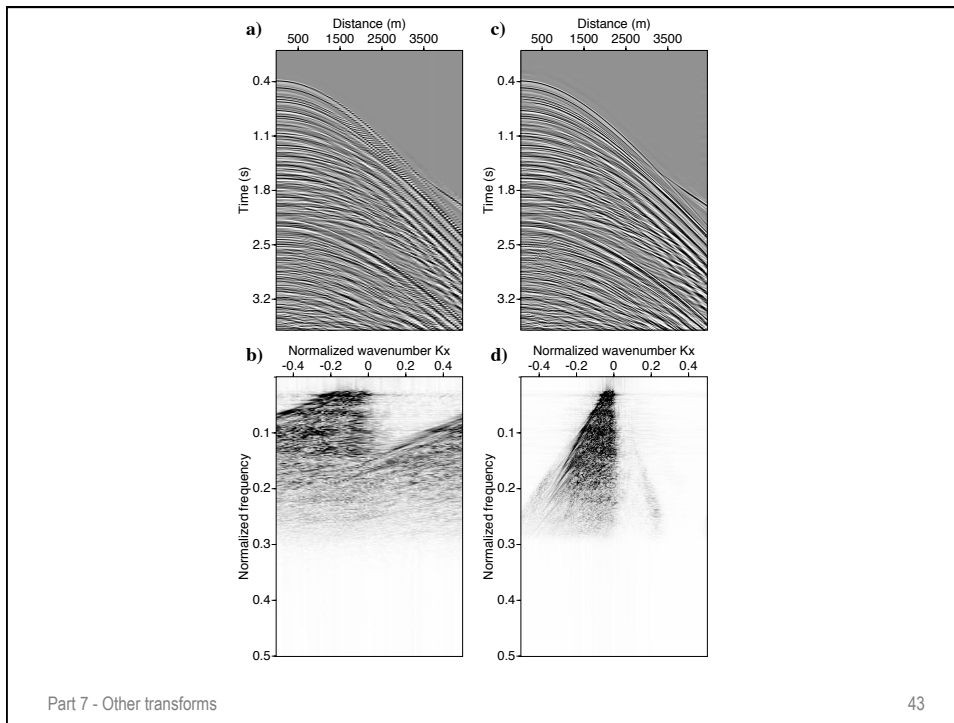 a)
Distance (m)
500 1500 2500 3500
Time (s)
0.4
1.1
1.8
2.5
3.2
c)
Distance (m)
500 1500 2500 3500
Time (s)
0.4
1.1
1.8
2.5
3.2
b)
Normalized wavenumber Kx
-0.4 -0.2 0 0.2 0.4
Normalized frequency
0.1
0.2
0.3
0.4
0.5
d)
Normalized wavenumber Kx
-0.4 -0.2 0 0.2 0.4
Normalized frequency
0.1
0.2
0.3
0.4
0.5
Part 7 - Other transforms
43